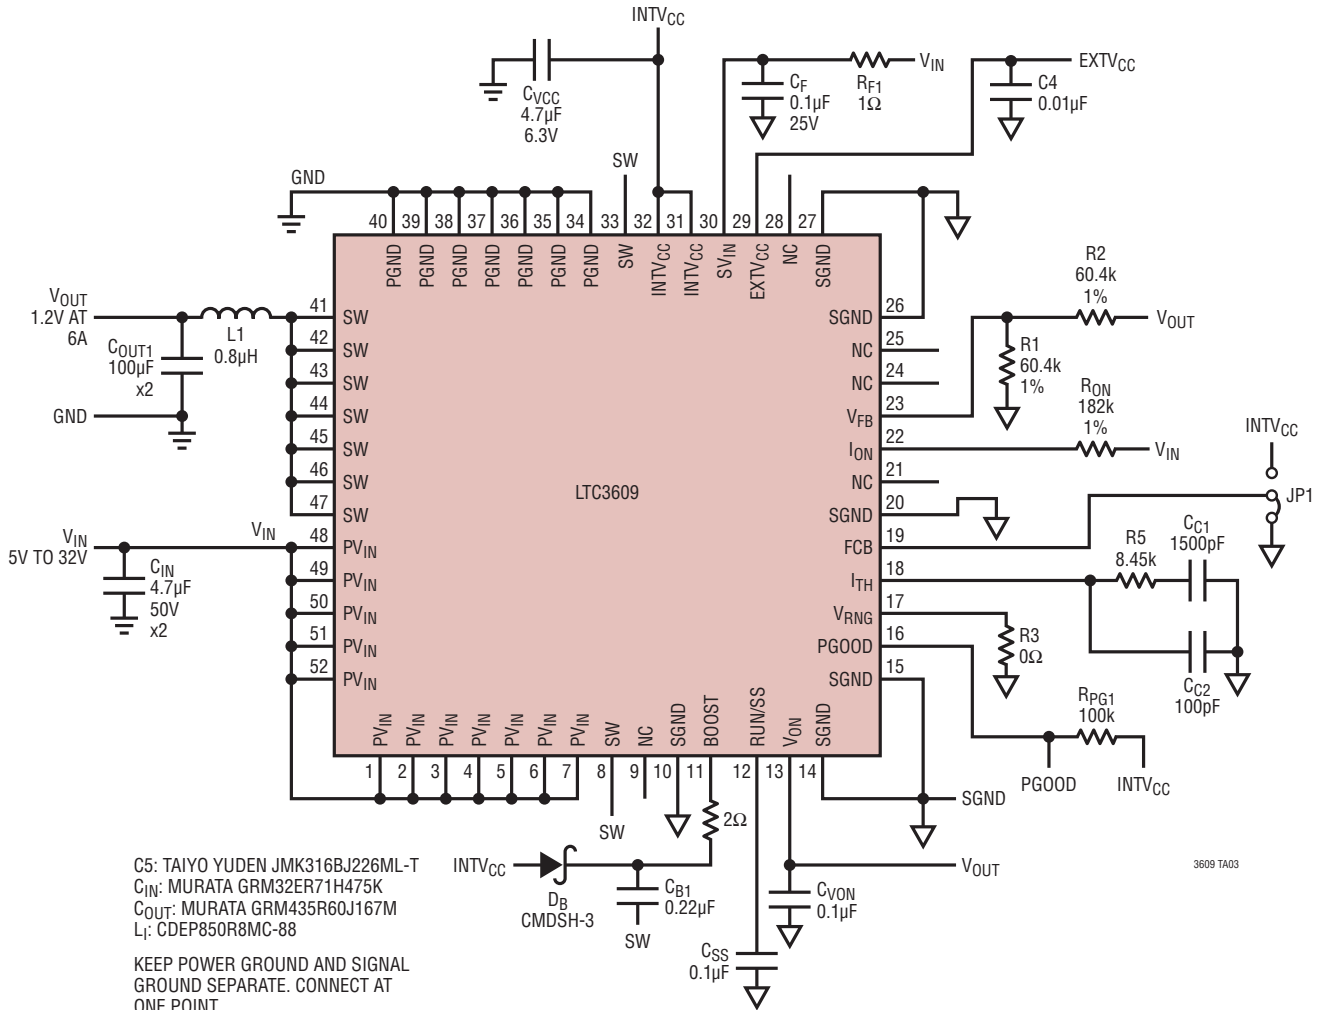 INTVCC
CVCC
4.7µF
6.3V
CF
0.1µF
25V
RF1
1Ω
VIN
EXTVCC
C4
0.01µF
GND
SW
40 39 38 37 36 35 34 33 32 31 30 29 28 27
PGND PGND PGND PGND PGND PGND PGND SW INTVCC INTVCC SVIN EXTVCC NC SGND
VOUT
1.2V AT
6A
L1
0.8µH
COUT1
100µF
x2
GND
41 SW
42 SW
43 SW
44 SW
45 SW
46 SW
47 SW
48 PVIN
49 PVIN
50 PVIN
51 PVIN
52 PVIN
VIN
5V TO 32V
VIN
CIN
4.7µF
50V
x2
LTC3609
SGND 26
NC 25
NC 24
VFB 23
ION 22
NC 21
SGND 20
FCB 19
ITH 18
VRNG 17
PGOOD 16
SGND 15
R2
60.4k
1%
VOUT
R1
60.4k
1%
RON
182k
1%
VIN
INTVCC
JP1
R5
8.45k
CC1
1500pF
CC2
100pF
R3
0Ω
RPG1
100k
PGOOD
INTVCC
PVIN PVIN PVIN PVIN PVIN PVIN PVIN SW NC SGND BOOST RUN/SS VON SGND
1 2 3 4 5 6 7 8 9 10 11 12 13 14
SW
2Ω
SGND
INTVCC
DB
CMDSH-3
CB1
0.22µF
SW
VOUT
CVON
0.1µF
CSS
0.1µF
3609 TA03
C5: TAIYO YUDEN JMK316BJ226ML-T
CIN: MURATA GRM32ER71H475K
COUT: MURATA GRM435R60J167M
LI: CDEP850R8MC-88
KEEP POWER GROUND AND SIGNAL
GROUND SEPARATE. CONNECT AT
ONE POINT